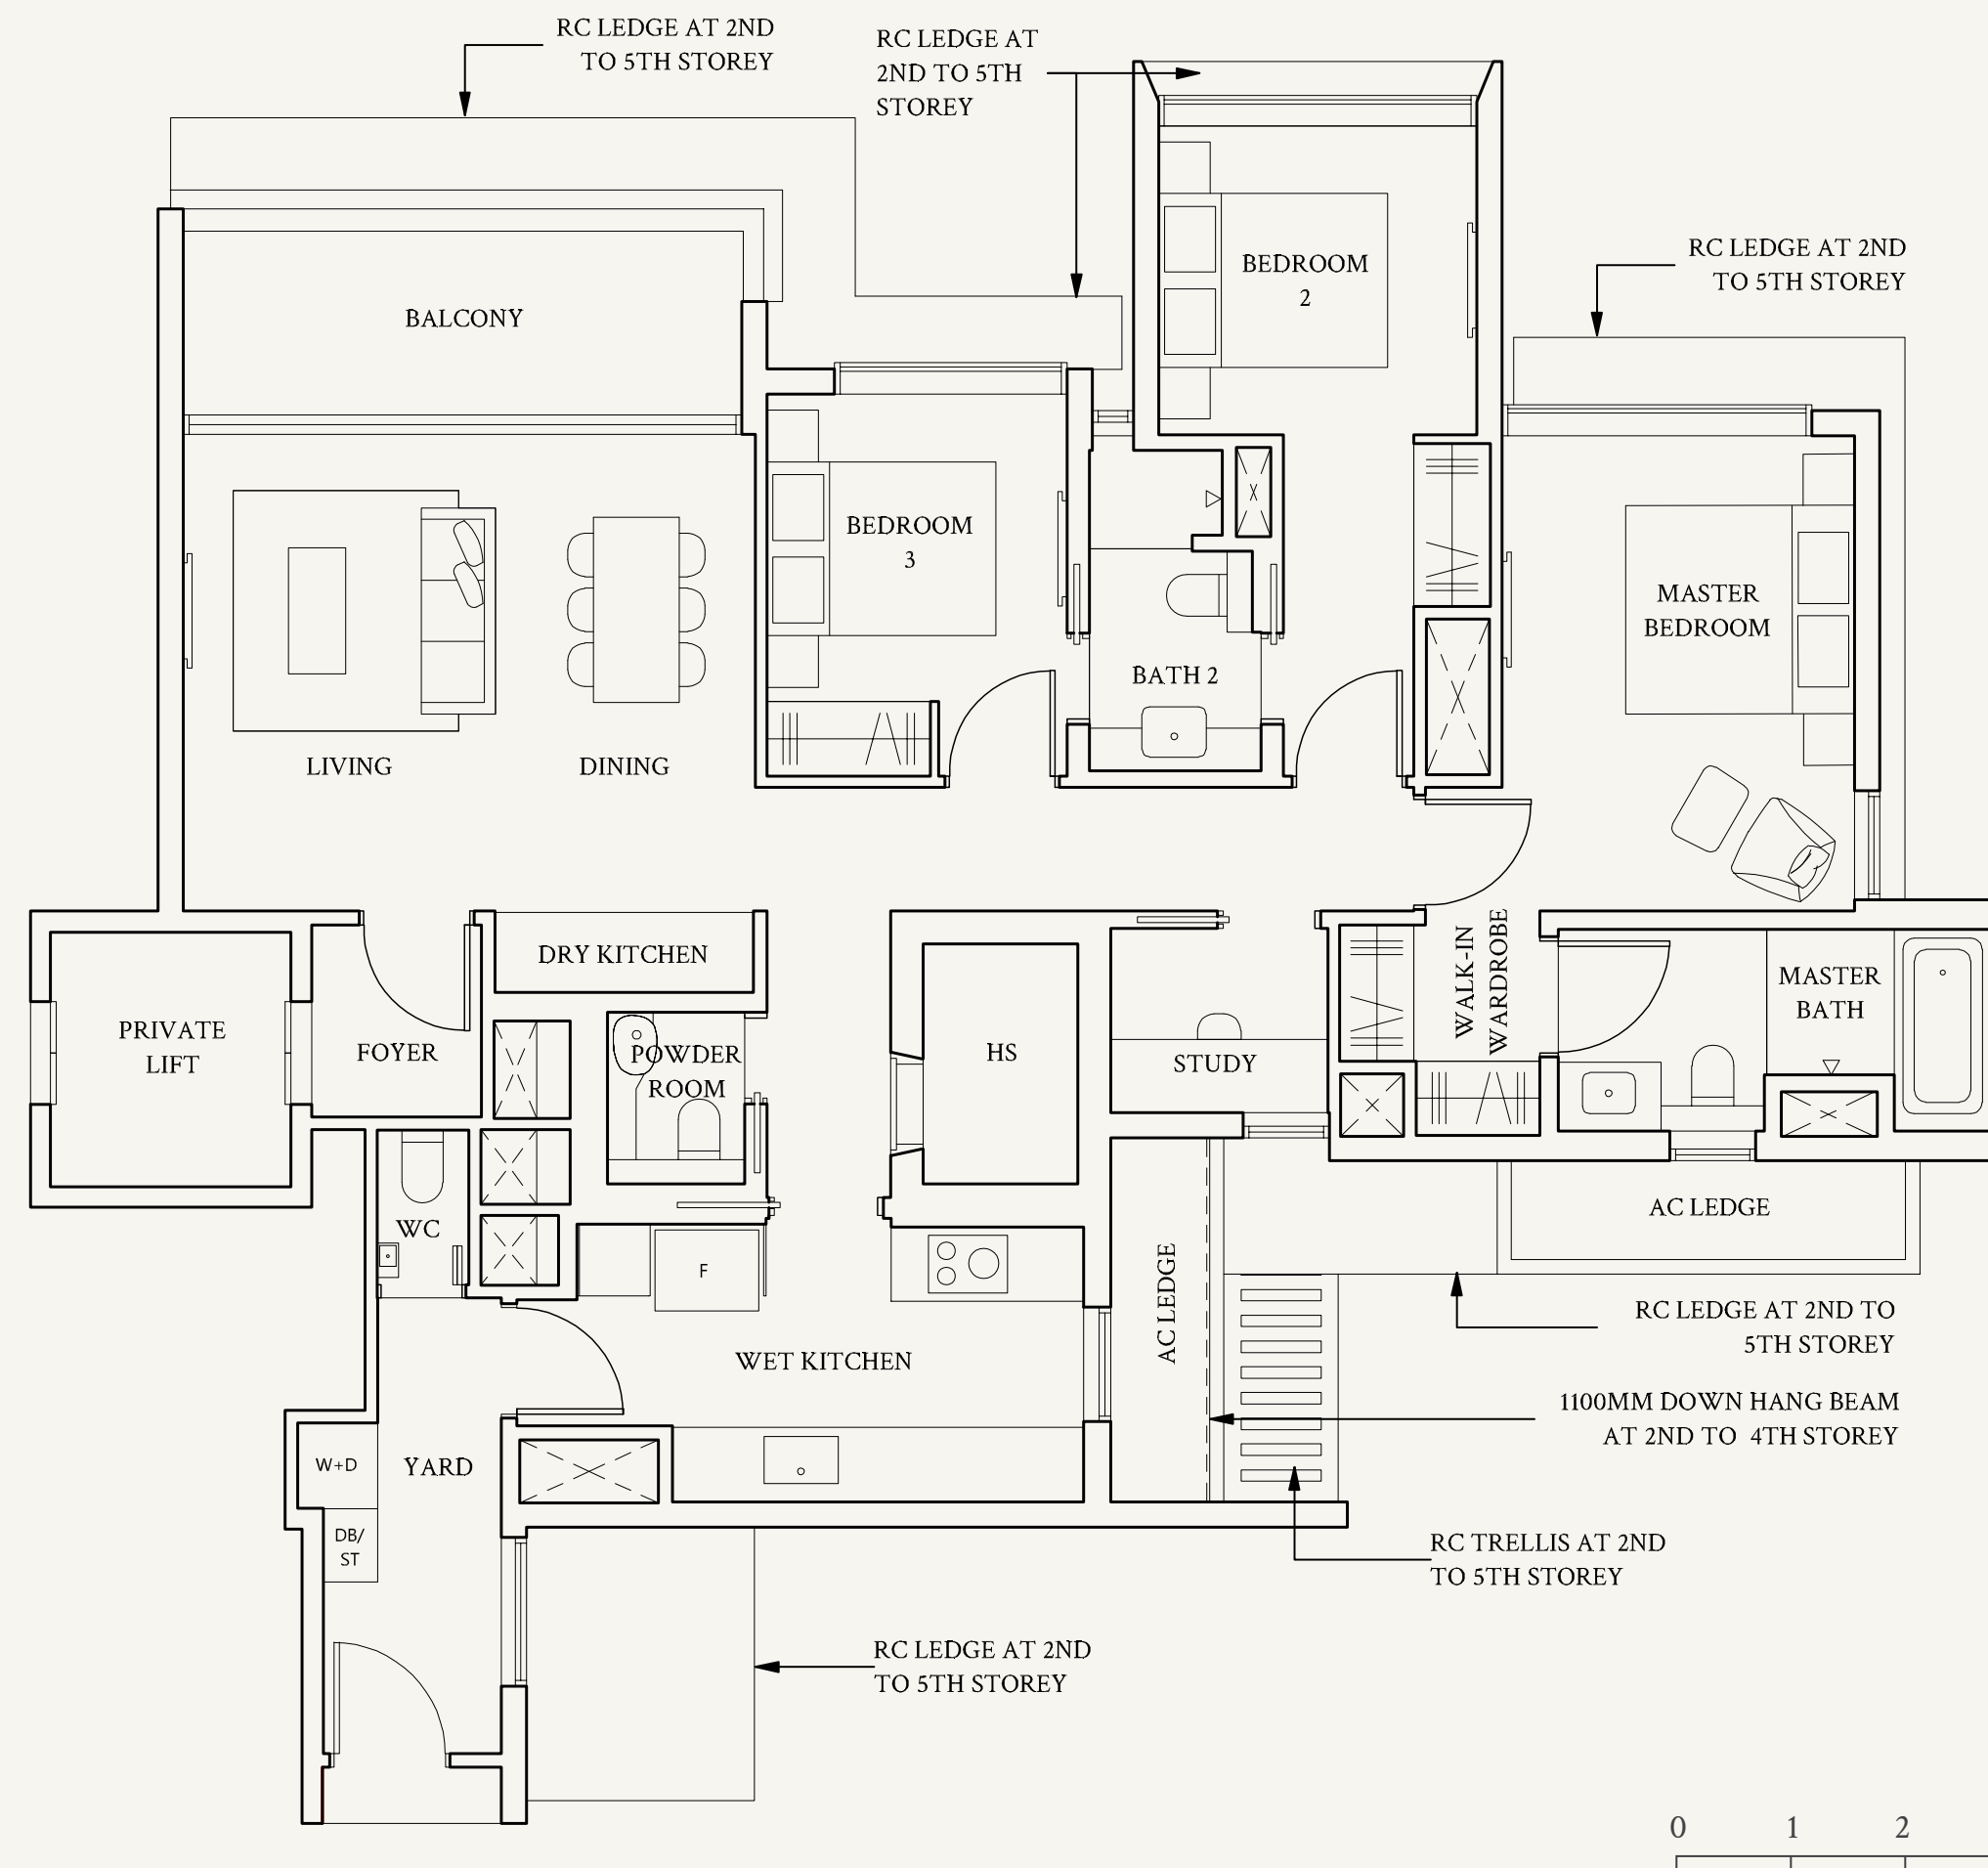 RC LEDGE AT 2ND
TO 5TH STOREY
RC LEDGE AT
2ND TO 5TH
STOREY
RC LEDGE AT 2ND
TO 5TH STOREY
BALCONY
BEDROOM
2
BEDROOM
3
MASTER
BEDROOM
BATH 2
LIVING
DINING
DRY KITCHEN
PRIVATE
LIFT
FOYER
POWDER
ROOM
HS
STUDY
WALK-IN
WARDROBE
MASTER
BATH
WC
F
AC LEDGE
AC LEDGE
WET KITCHEN
RC LEDGE AT 2ND TO
5TH STOREY
1100MM DOWN HANG BEAM
AT 2ND TO 4TH STOREY
W+D
YARD
DB/
ST
RC TRELLIS AT 2ND
TO 5TH STOREY
RC LEDGE AT 2ND
TO 5TH STOREY
0 1 2